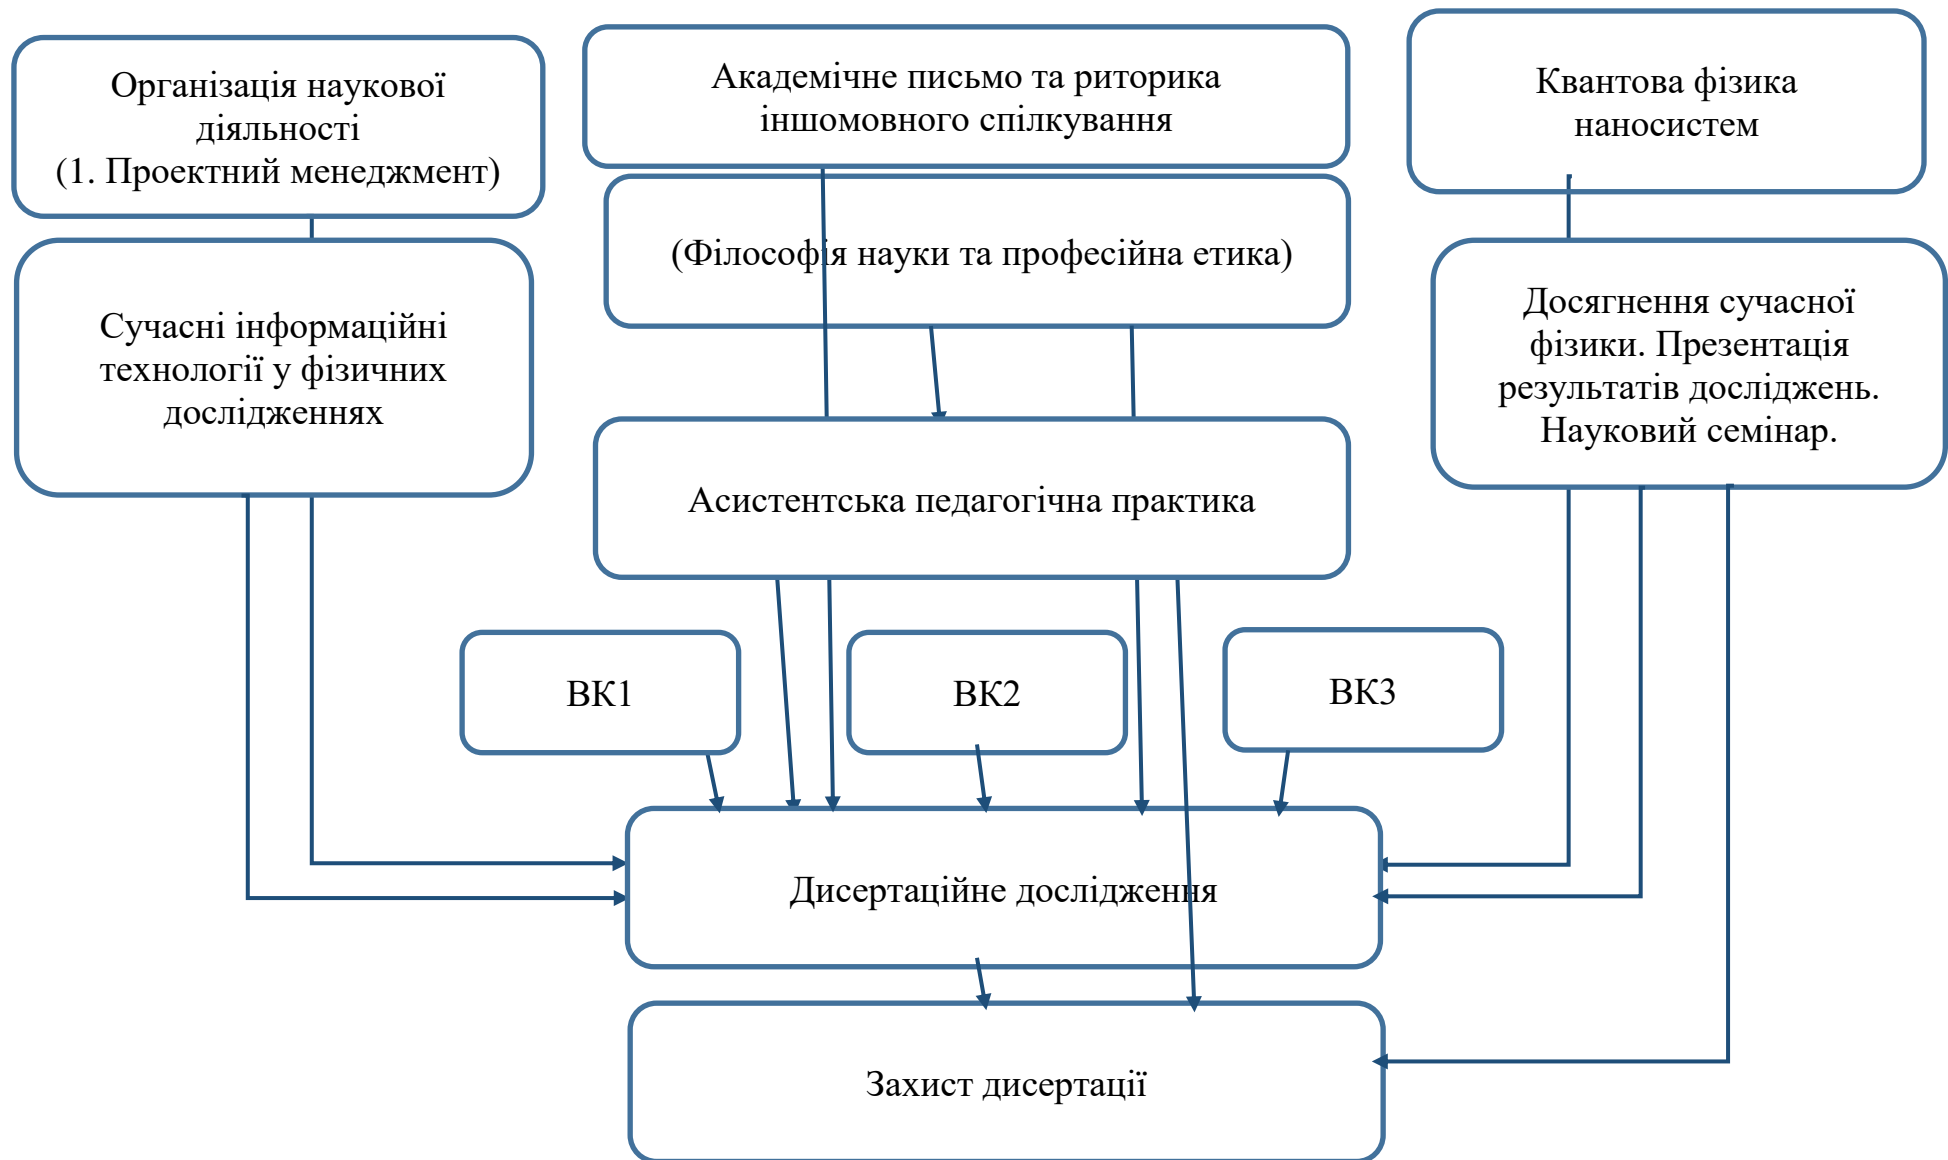 Організація наукової
діяльності
(1. Проектний менеджмент)
Академічне письмо та риторика
іншомовного спілкування
Квантова фізика
наносистем
(Філософія науки та професійна етика)
Сучасні інформаційні
технології у фізичних
дослідженнях
Досягнення сучасної
фізики. Презентація
результатів досліджень.
Науковий семінар.
Асистентська педагогічна практика
ВК1
ВК2
ВК3
Дисертаційне дослідження
Захист дисертації